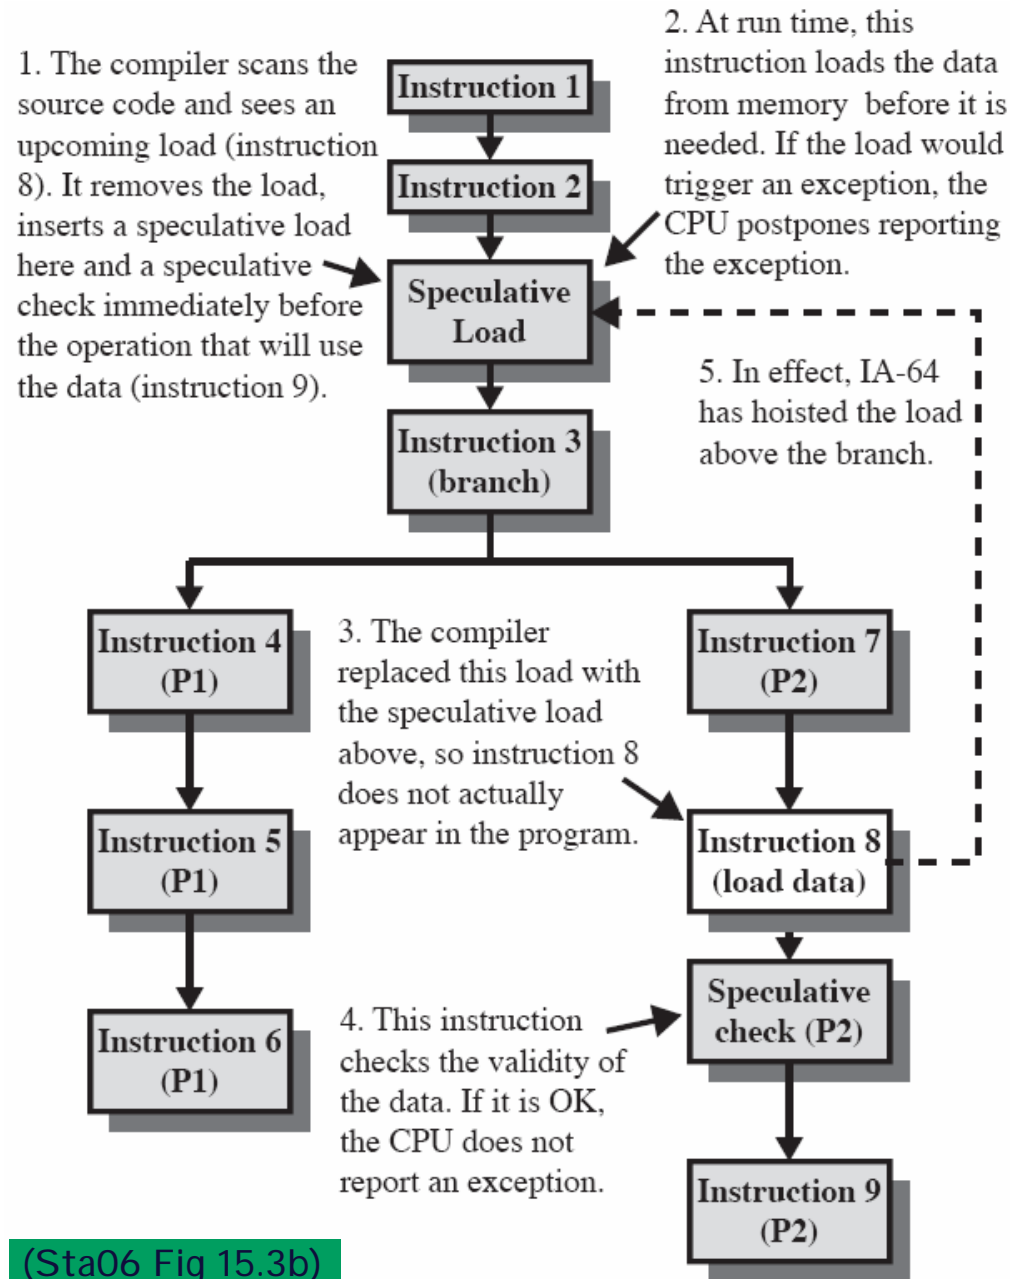 1. The compiler scans the
source code and sees an
upcoming load (instruction
8). It removes the load,
inserts a speculative load
here and a speculative
check immediately before
the operation that will use
the data (instruction 9).
Instruction 1
Instruction 2
2. At run time, this
instruction loads the data
from memory before it is
needed. If the load would
trigger an exception, the
CPU postpones reporting
the exception.
Speculative
Load
Instruction 3
(branch)
5. In effect, IA-64
has hoisted the load
above the branch.
Instruction 4
(P1)
3. The compiler
replaced this load with
the speculative load
above, so instruction 8
does not actually
appear in the program.
Instruction 7
(P2)
Instruction 5
(P1)
Instruction 8
(load data)
Instruction 6
(P1)
4. This instruction
checks the validity of
the data. If it is OK,
the CPU does not
report an exception.
Speculative
check (P2)
Instruction 9
(P2)
(Sta06 Fig 15.3b)